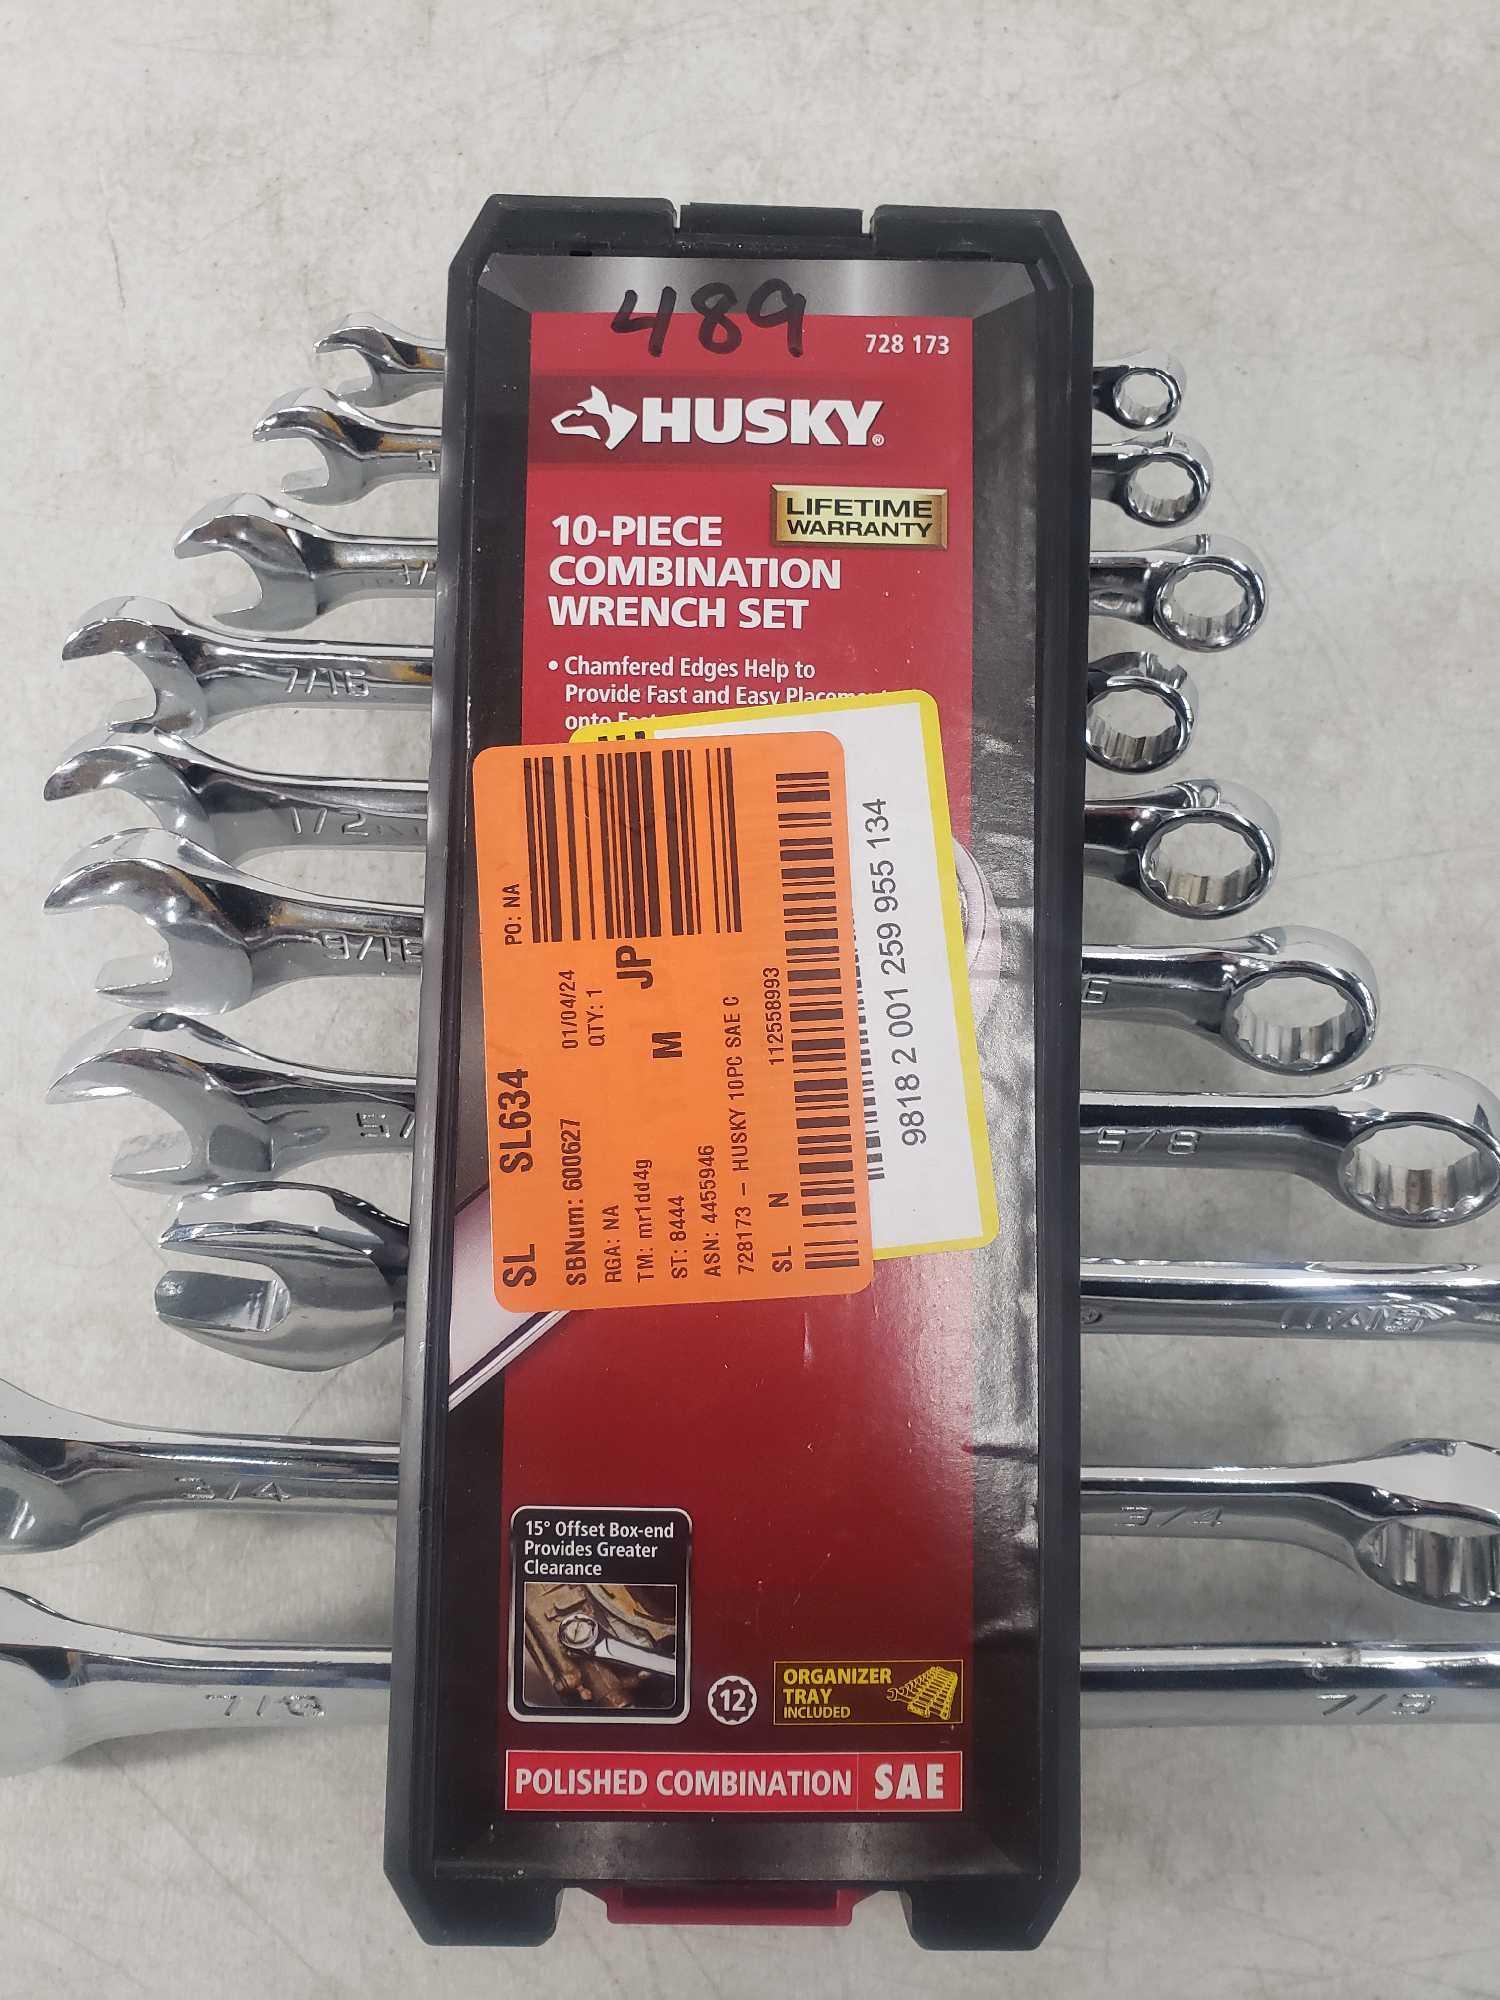 489
728 173
HUSKY®
LIFETIME
WARRANTY
10-PIECE
COMBINATION
WRENCH SET
• Chamfered Edges Help to
Provide Fast and Easy
onto
SL SL634
PO: NA
SBNum: 600627 01/04/24
RGA: NA QTY: 1
TM: mr1dd4g
M JP
ST: 8444
ASN: 4455946
728173 – HUSKY 10PC SAE C
SL N 112558993
9818 2 001 259 955 134
7/16
1/2
9/16
5/8
3/4
3/4
7/8
7/8
15° Offset Box-end
Provides Greater
Clearance
12
ORGANIZER
TRAY
INCLUDED
POLISHED COMBINATION SAE